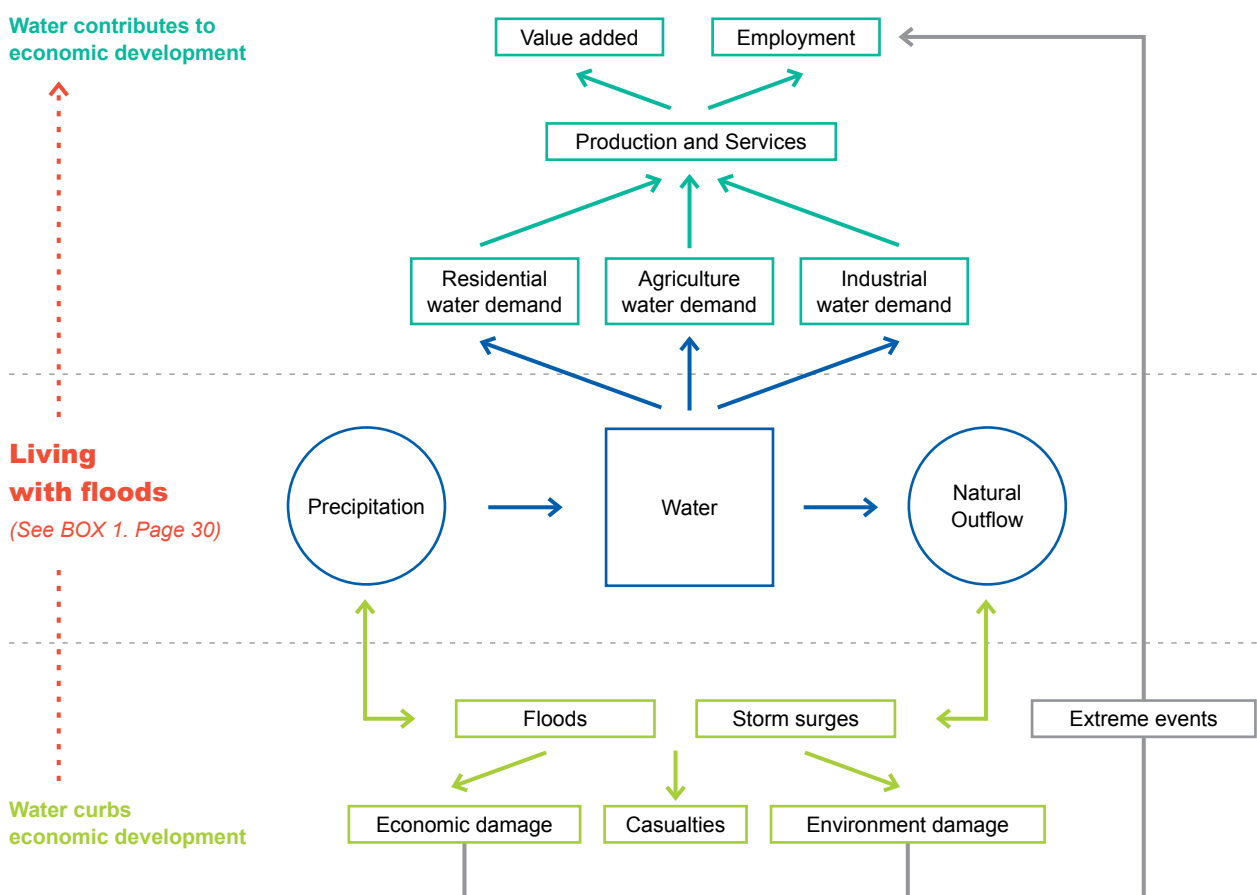 Water contributes to
economic development
Value added
Employment
Production and Services
Residential
water demand
Agriculture
water demand
Industrial
water demand
Living
with floods
(See BOX 1. Page 30)
Precipitation
Water
Natural
Outflow
Floods
Storm surges
Extreme events
Water curbs
economic development
Economic damage
Casualties
Environment damage